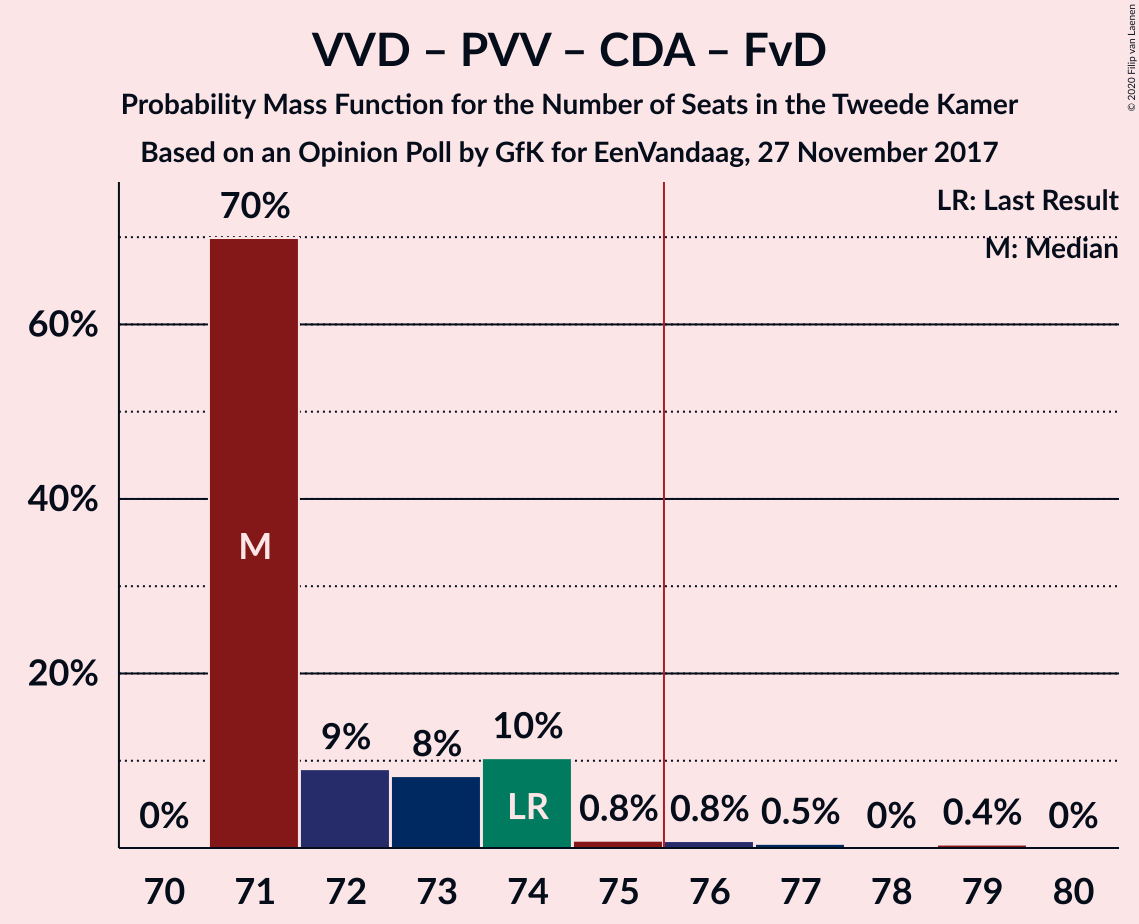 VVD – PVV – CDA – FvD
Probability Mass Function for the Number of Seats in the Tweede Kamer
Based on an Opinion Poll by GfK for EenVandaag, 27 November 2017
© 2020 Filip van Laenen
LR: Last Result
M: Median
70%
60%
40%
20%
M
0%
9%
8%
10%
LR
0.8%
0.8%
0.5%
0%
0.4%
0%
70 71 72 73 74 75 76 77 78 79 80